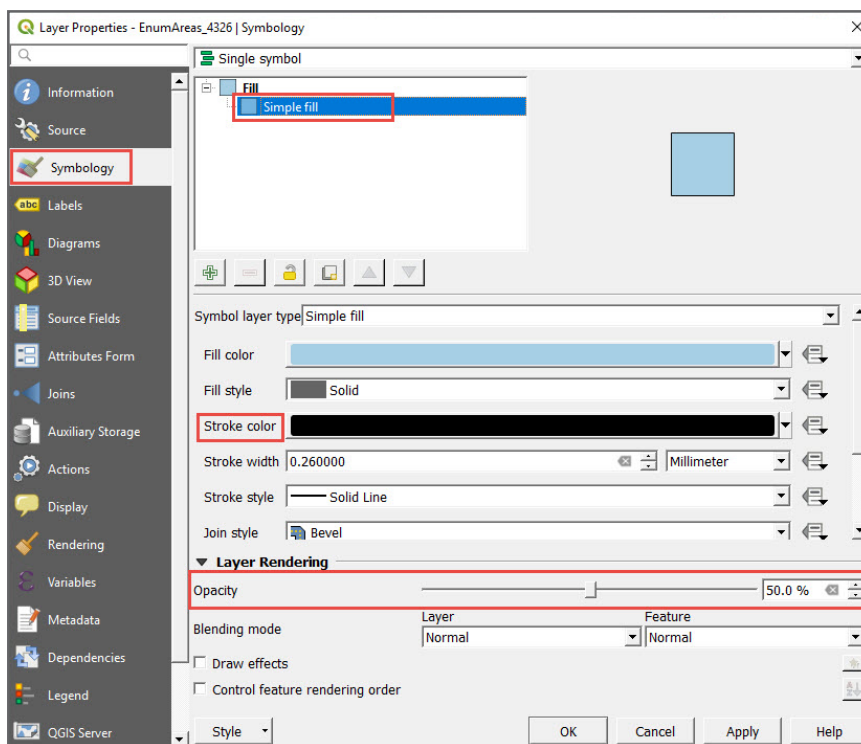 Layer Properties - EnumAreas_4326 | Symbology
Single symbol
Information
Source
Symbology
abc Labels
Diagrams
3D View
Source Fields
Attributes Form
Joins
Auxiliary Storage
Actions
Display
Rendering
Variables
Metadata
Dependencies
Legend
QGIS Server
Fill
Simple fill
Symbol layer type Simple fill
Fill color
Fill style Solid
Stroke color
Stroke width 0.260000 Millimeter
Stroke style Solid Line
Join style Bevel
Layer Rendering
Opacity 50.0 %
Layer Feature
Blending mode Normal Normal
Draw effects
Control feature rendering order
Style OK Cancel Apply Help